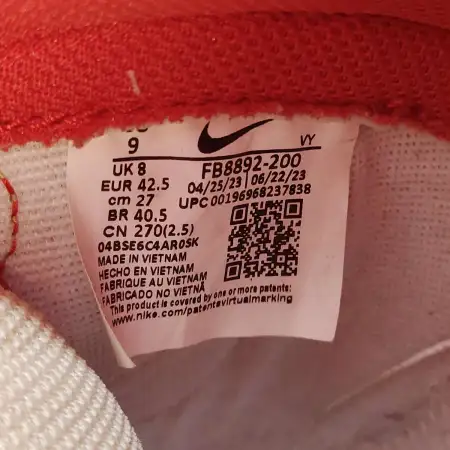 9
VY
UK 8
FB8892-200
EUR 42.5
04/25/23 06/22/23
cm 27
UPC 00196968237838
BR 40.5
CN 270(2.5)
04BSE6C4AR0SK
MADE IN VIETNAM
HECHO EN VIETNAM
FABRIQUE AU VIETNAM
FABRICADO NO VIETNÃ
This product is covered by one or more patents:
www.nike.com/patentsvirtualmarking